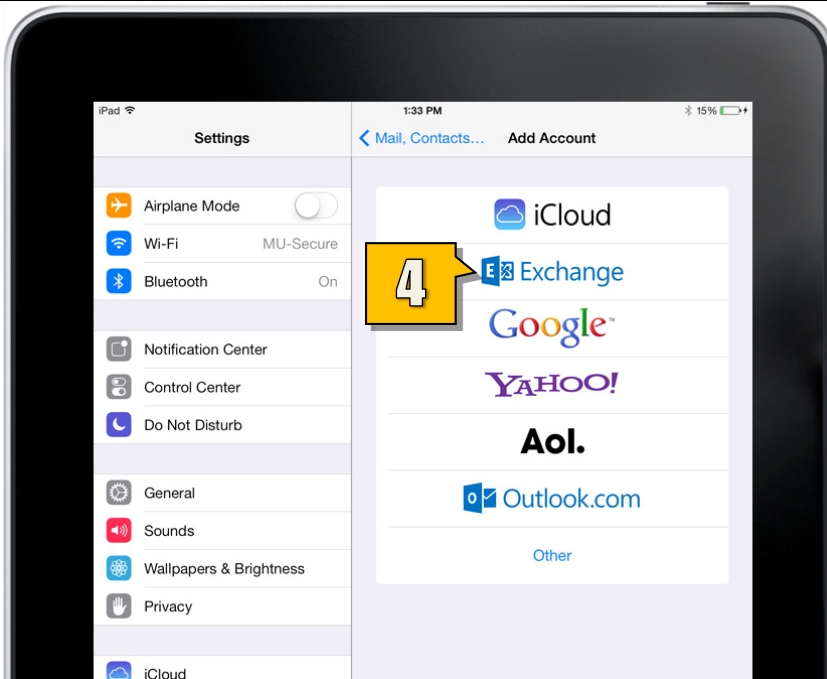 iPad 1:33 PM 15%
Settings
Mail, Contacts... Add Account
Airplane Mode
Wi-Fi MU-Secure
Bluetooth On
Notification Center
Control Center
Do Not Disturb
General
Sounds
Wallpapers & Brightness
Privacy
iCloud
iCloud
4
E Exchange
Google™
YAHOO!
Aol.
o Outlook.com
Other